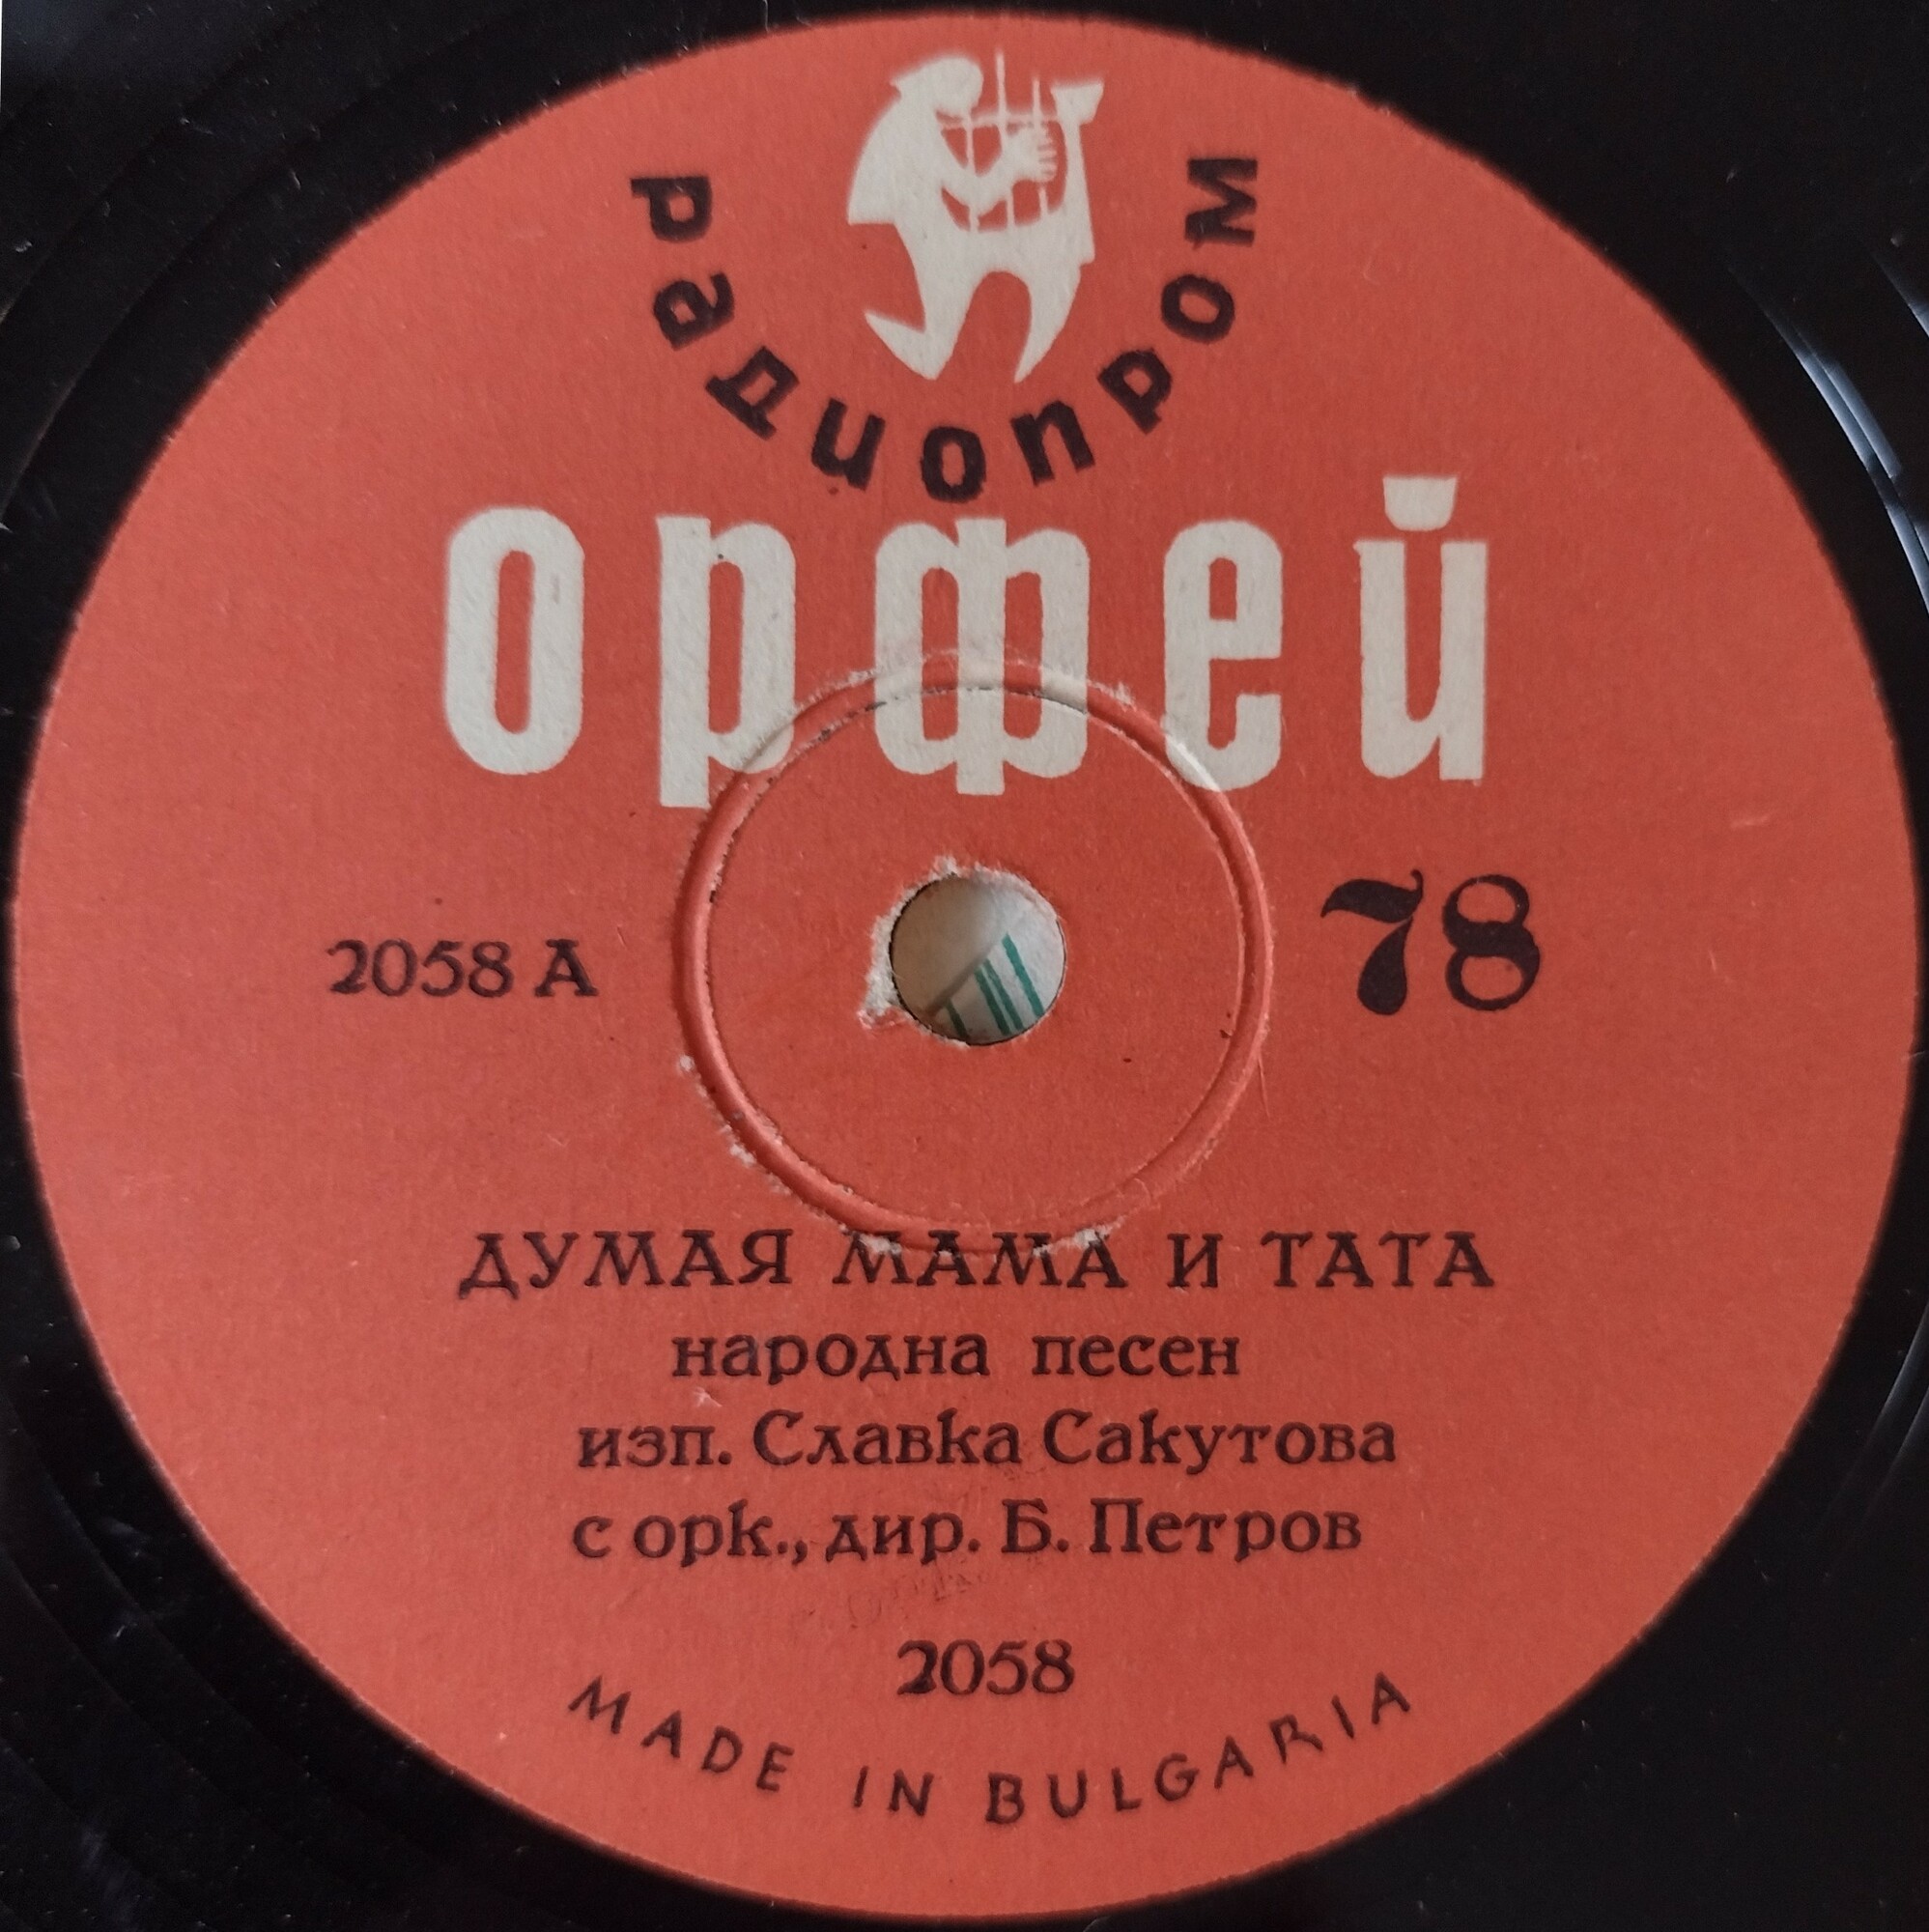 радиопром
орфей
2058 А
78
ДУМАЯ МАМА И ТАТА
народна песен
изп. Славка Сакутова
с орк., дир. Б. Петров
2058
MADE IN BULGARIA